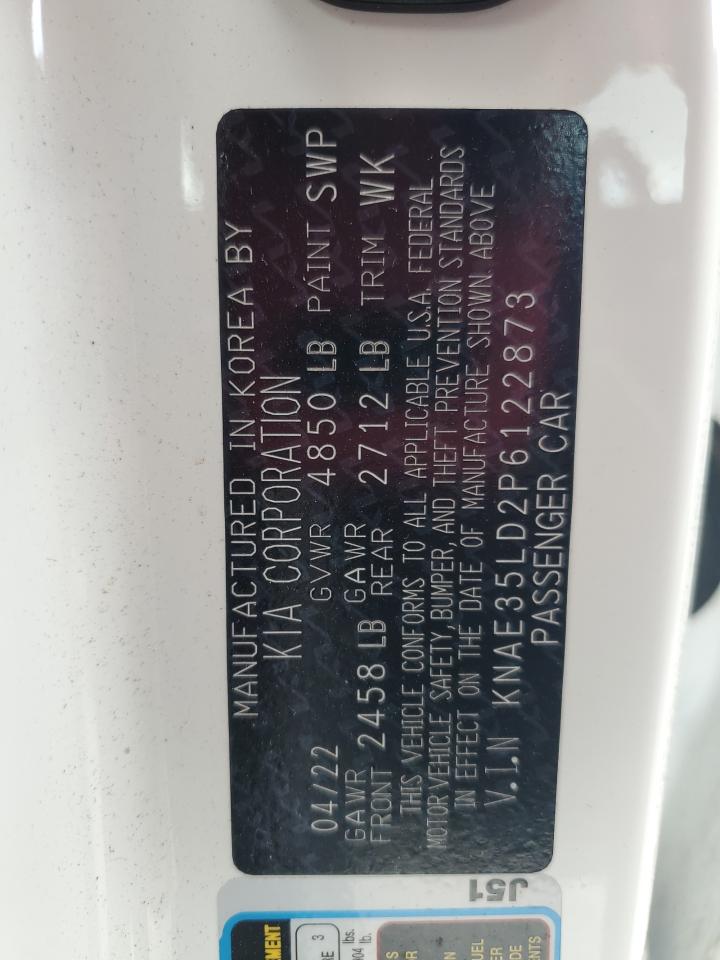 MANUFACTURED IN KOREA BY
KIA CORPORATION
04/22 GVWR 4850 LB PAINT SWP
GAWR FRONT 2458 LB GAWR REAR 2712 LB TRIM WK
THIS VEHICLE CONFORMS TO ALL APPLICABLE U.S.A. FEDERAL
MOTOR VEHICLE SAFETY, BUMPER, AND THEFT PREVENTION STANDARDS
IN EFFECT ON THE DATE OF MANUFACTURE SHOWN ABOVE
V.I.N KNAE35LD2P6122873
PASSENGER CAR
J51